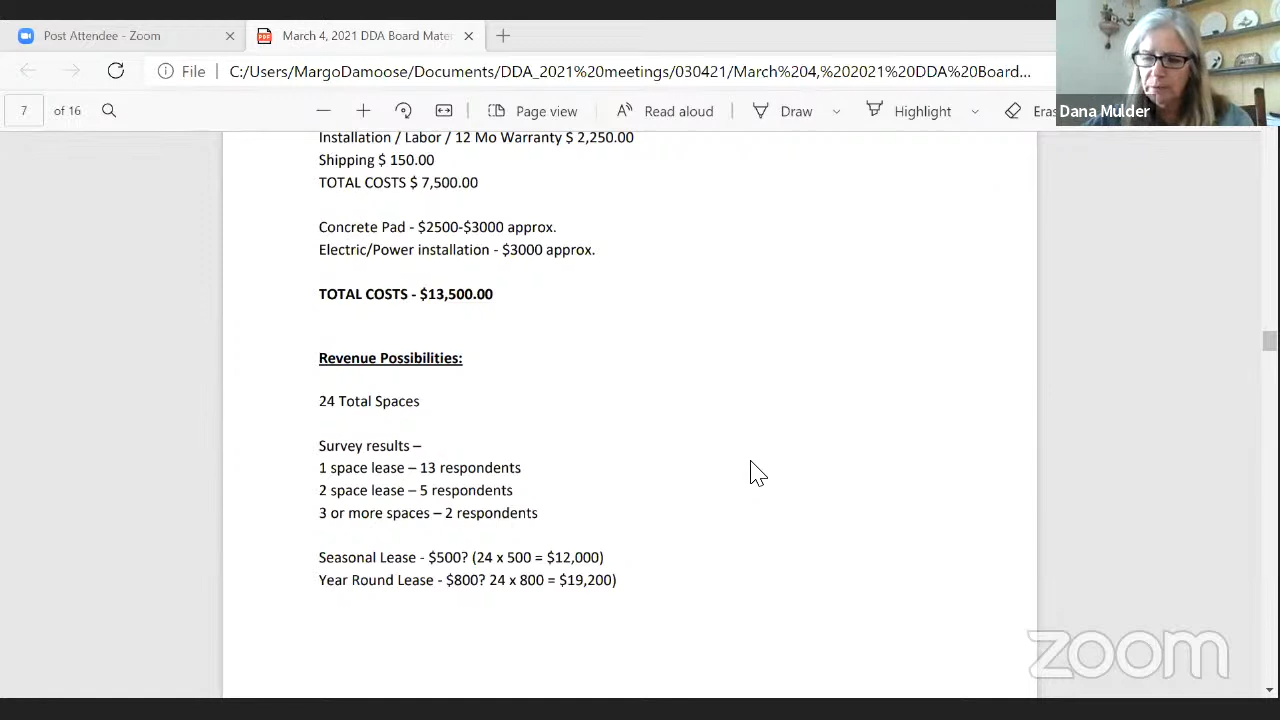 Post Attendee - Zoom
March 4, 2021 DDA Board Mater
File
C:/Users/MargoDamoose/Documents/DDA_2021%20meetings/030421/March%204,%202021%20DDA%20Board...
7 of 16
Page view
Read aloud
Draw
Highlight
Eras
Dana Mulder
Installation / Labor / 12 Mo Warranty $ 2,250.00
Shipping $ 150.00
TOTAL COSTS $ 7,500.00
Concrete Pad - $2500-$3000 approx.
Electric/Power installation - $3000 approx.
TOTAL COSTS - $13,500.00
Revenue Possibilities:
24 Total Spaces
Survey results –
1 space lease – 13 respondents
2 space lease – 5 respondents
3 or more spaces – 2 respondents
Seasonal Lease - $500? (24 x 500 = $12,000)
Year Round Lease - $800? 24 x 800 = $19,200)
zoom